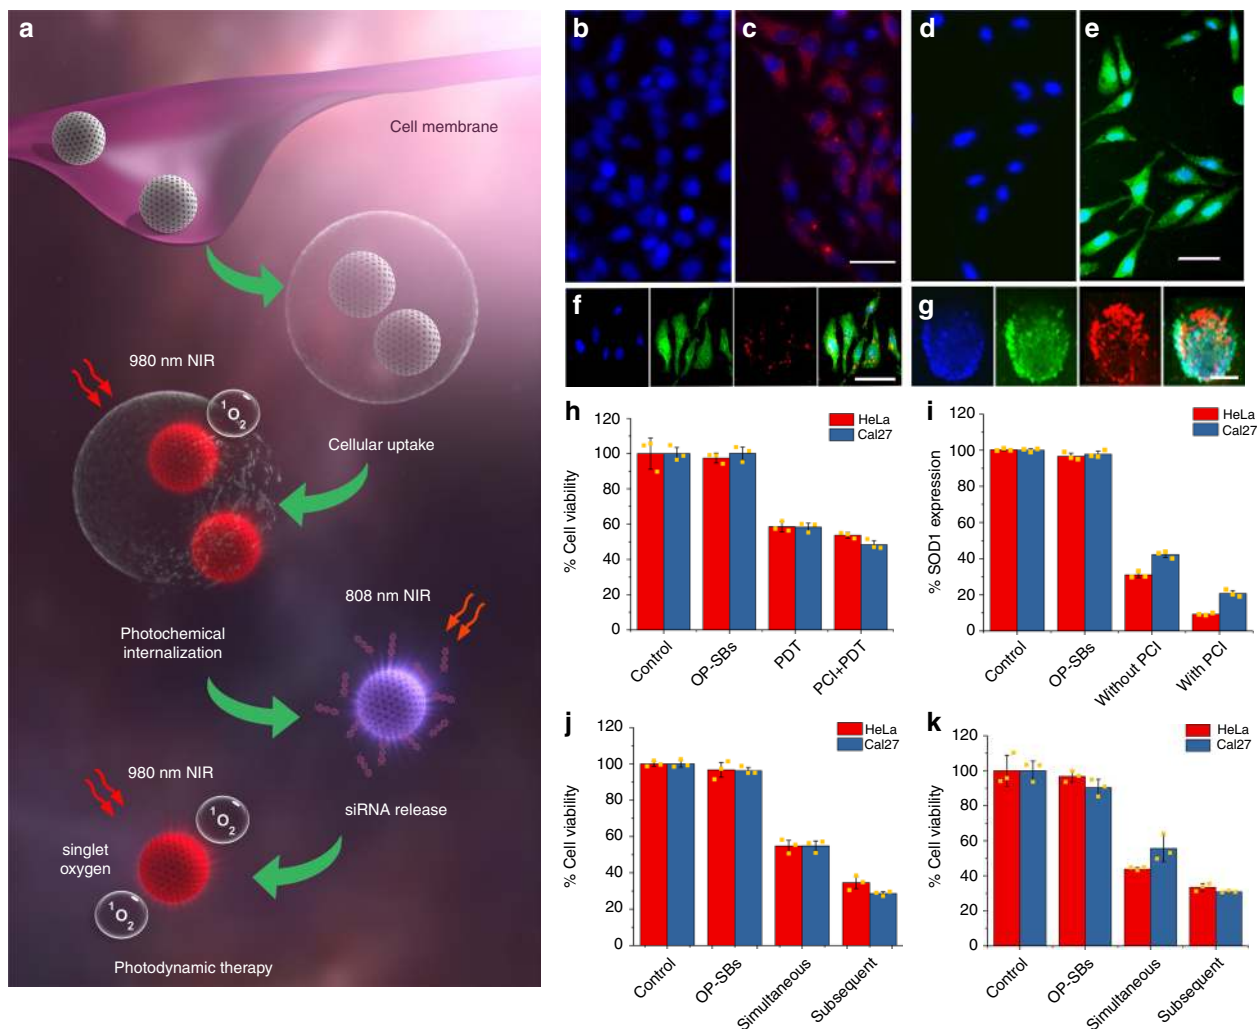 a
Cell membrane
980 nm NIR
¹O₂
Cellular uptake
808 nm NIR
Photochemical
internalization
980 nm NIR
¹O₂
siRNA release
singlet
oxygen
¹O₂
Photodynamic therapy
b
c
d
e
f
g
h
120
100
80
60
40
20
0
% Cell viability
HeLa
Cal27
Control
OP-SBs
PDT
PCI+PDT
i
120
100
80
60
40
20
0
% SOD1 expression
HeLa
Cal27
Control
OP-SBs
Without PCI
With PCI
j
120
100
80
60
40
20
0
% Cell viability
HeLa
Cal27
Control
OP-SBs
Simultaneous
Subsequent
k
120
100
80
60
40
20
0
% Cell viability
HeLa
Cal27
Control
OP-SBs
Simultaneous
Subsequent